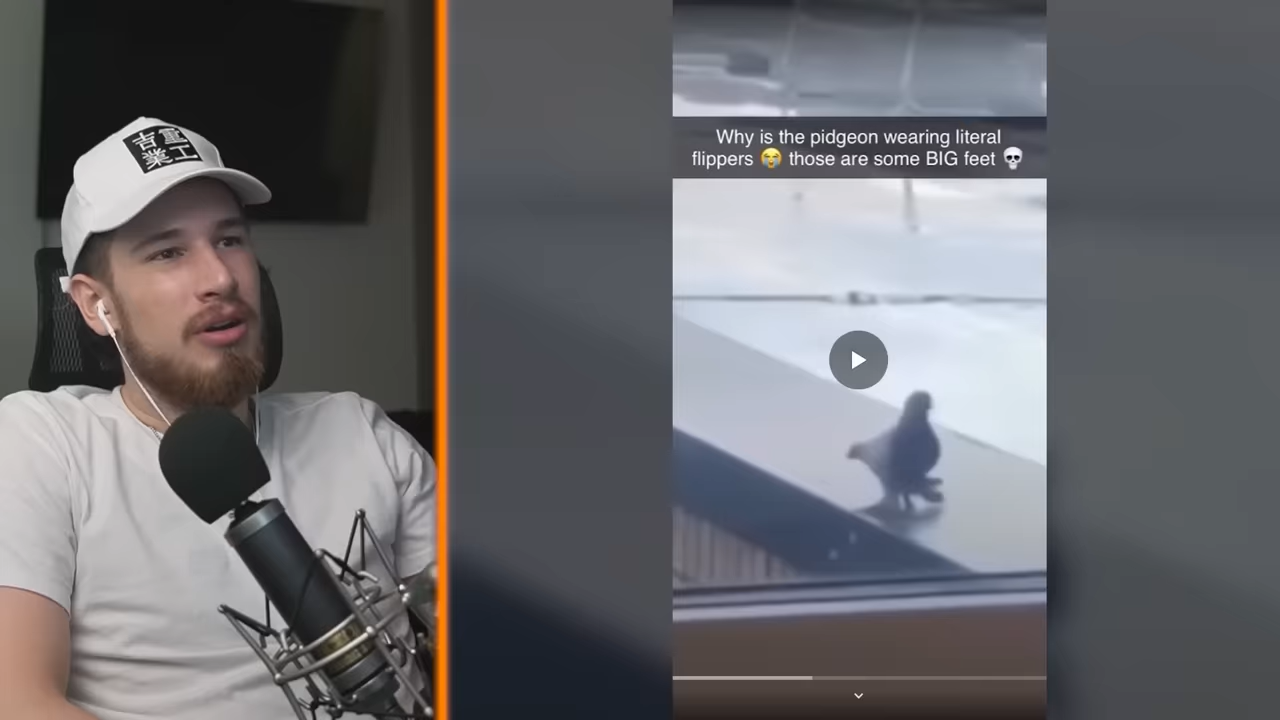 吉重
業工
Why is the pidgeon wearing literal
flippers 😭 those are some BIG feet 💀